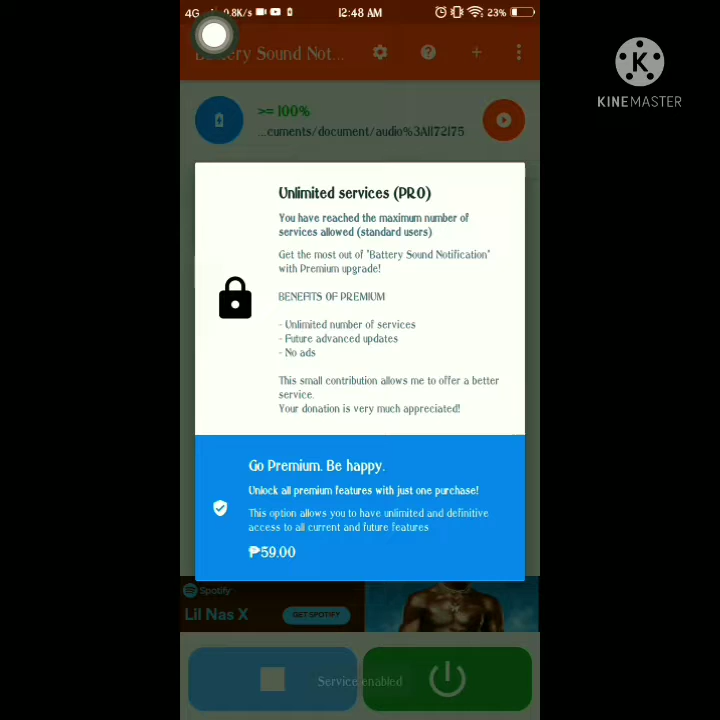 4G 9.8K/s 12:48 AM 23%
Battery Sound Not...
>= 100%
...cuments/document/audio%3A1172175
Unlimited services (PRO)
You have reached the maximum number of
services allowed (standard users)
Get the most out of "Battery Sound Notification"
with Premium upgrade!
BENEFITS OF PREMIUM
- Unlimited number of services
- Future advanced updates
- No ads
This small contribution allows me to offer a better
service.
Your donation is very much appreciated!
Go Premium. Be happy.
Unlock all premium features with just one purchase!
This option allows you to have unlimited and definitive
access to all current and future features
₱59.00
Spotify
Lil Nas X
GET SPOTIFY
Service enabled
K
KINEMASTER